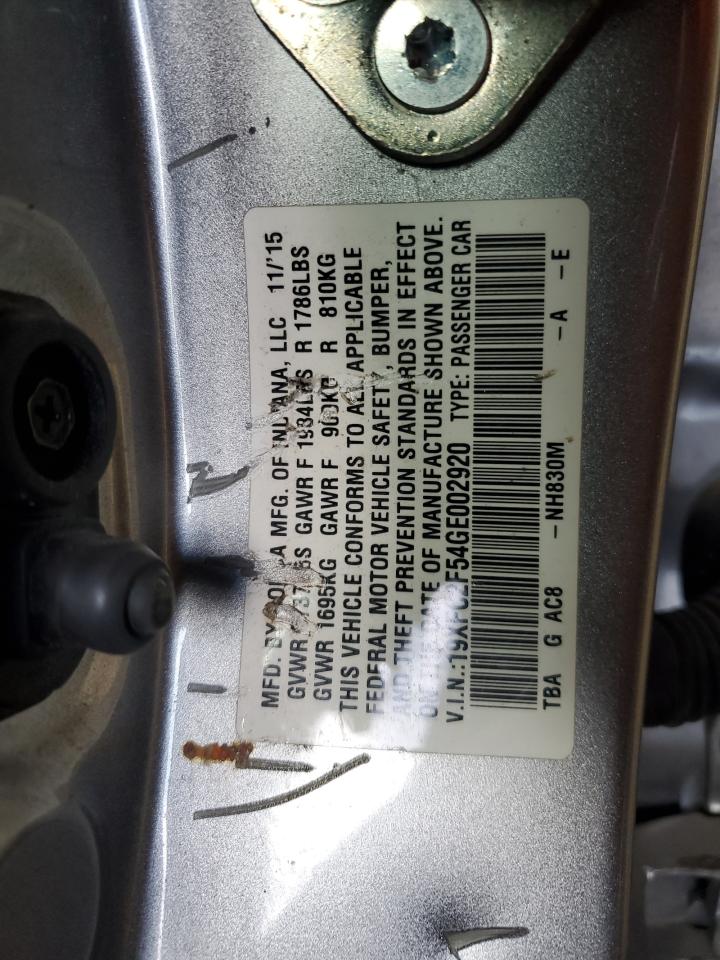 MFD. BY HONDA MFG. OF INDIANA, LLC 11/'15
GVWR GAWR F R 1786LBS
GVWR 1695KG GAWR F R 810KG
THIS VEHICLE CONFORMS TO ALL APPLICABLE
FEDERAL MOTOR VEHICLE SAFETY, BUMPER,
AND THEFT PREVENTION STANDARDS IN EFFECT
ON THE DATE OF MANUFACTURE SHOWN ABOVE.
V.I.N.: TYPE: PASSENGER CAR
TBA G AC8 -NH830M -A -E